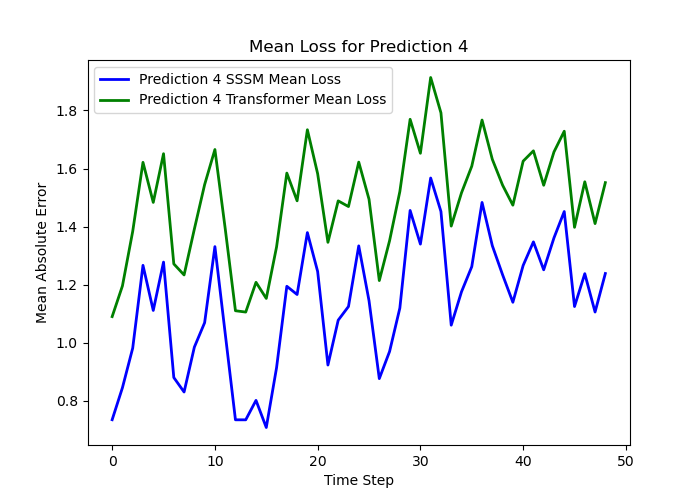 Mean Loss for Prediction 4
Prediction 4 SSSM Mean Loss
Prediction 4 Transformer Mean Loss
Mean Absolute Error
1.8
1.6
1.4
1.2
1.0
0.8
0 10 20 30 40 50
Time Step